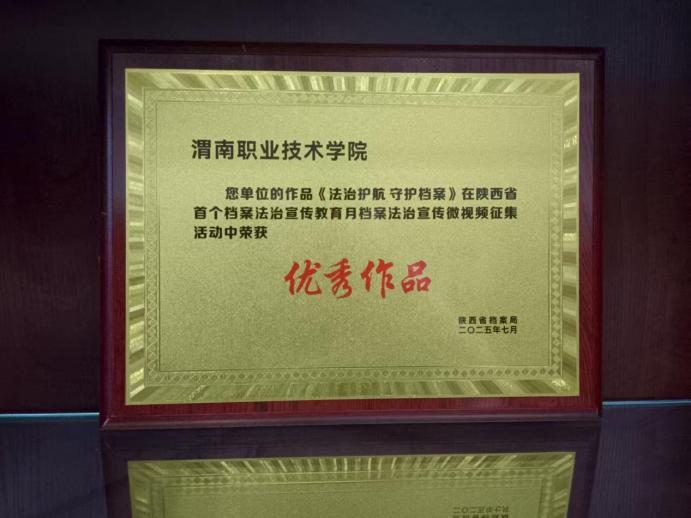 渭南职业技术学院
您单位的作品《法治护航 守护档案》在陕西省
首个档案法治宣传教育月档案法治宣传微视频征集
活动中荣获
优秀作品
陕西省档案局
二〇二五年七月